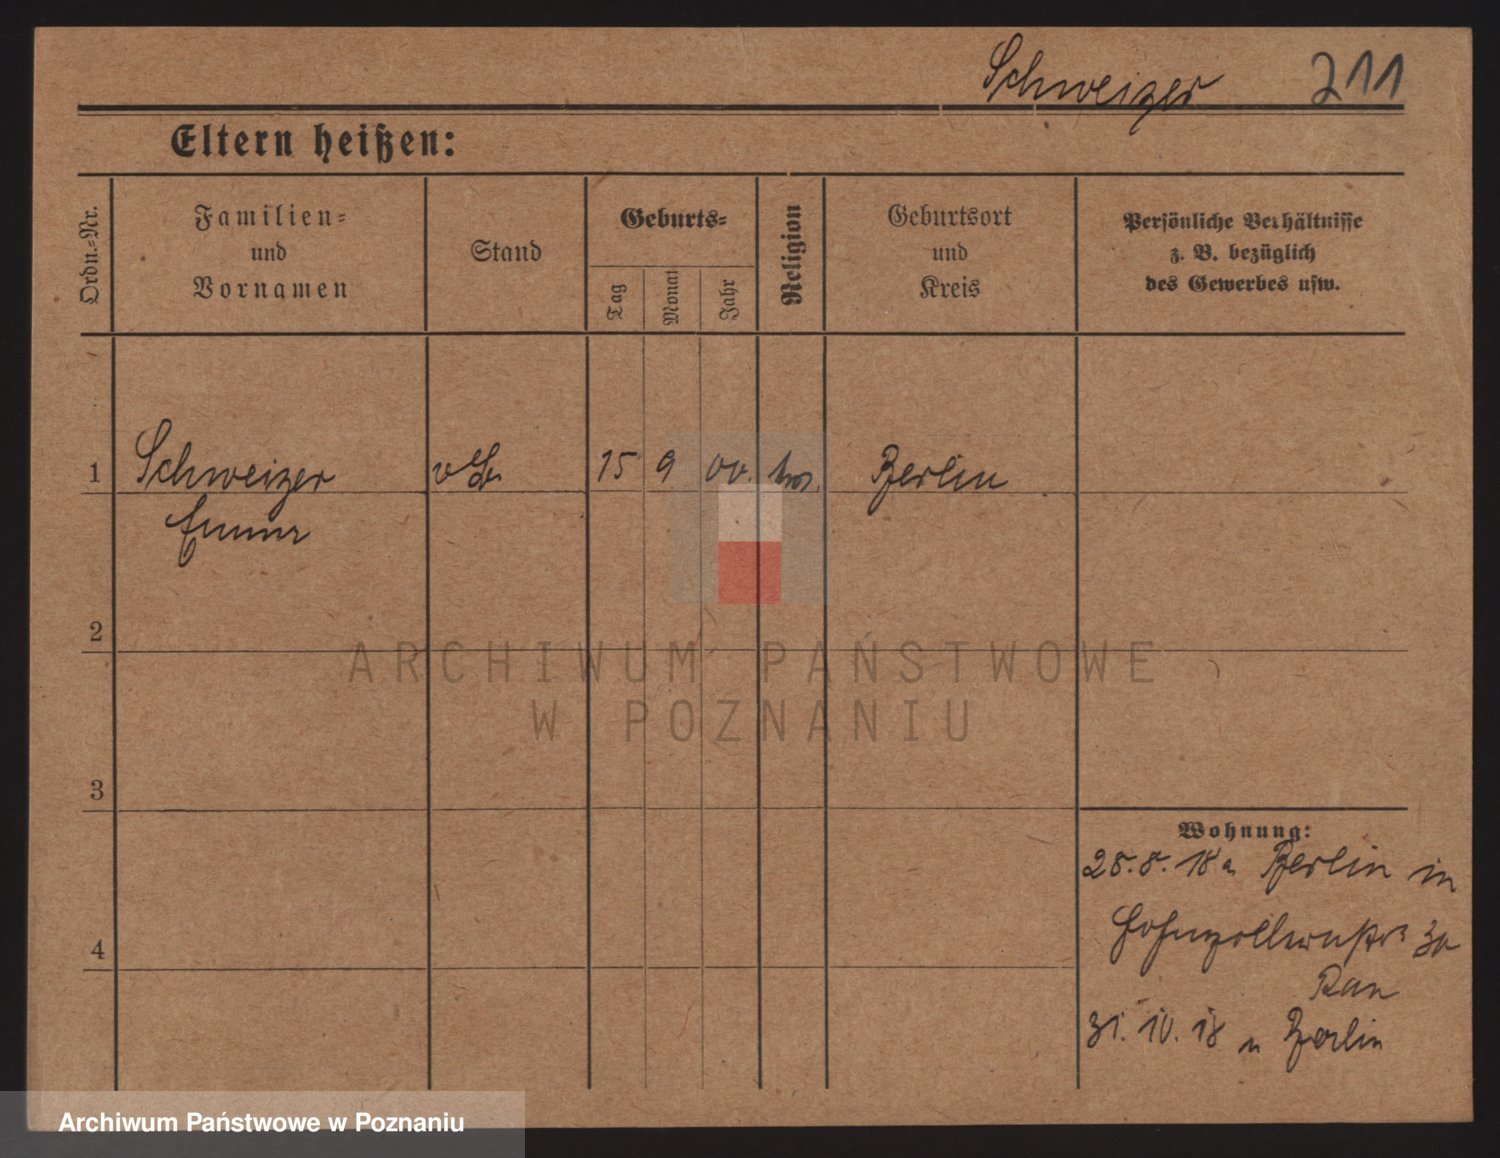 Schweizer 211
Eltern heißen:
Ordn.=Nr.
Familien=
und
Vornamen
Stand
Geburts=
Tag
Monat
Jahr
Religion
Geburtsort
und
Kreis
Persönliche Verhältnisse
z. B. bezüglich
des Gewerbes usw.
1 Schweizer 15 9 00. Berlin
2
3
4
Wohnung:
28.8.18 Berlin in
31.10.18 n Berlin
ARCHIWUM PAŃSTWOWE
W POZNANIU
Archiwum Państwowe w Poznaniu